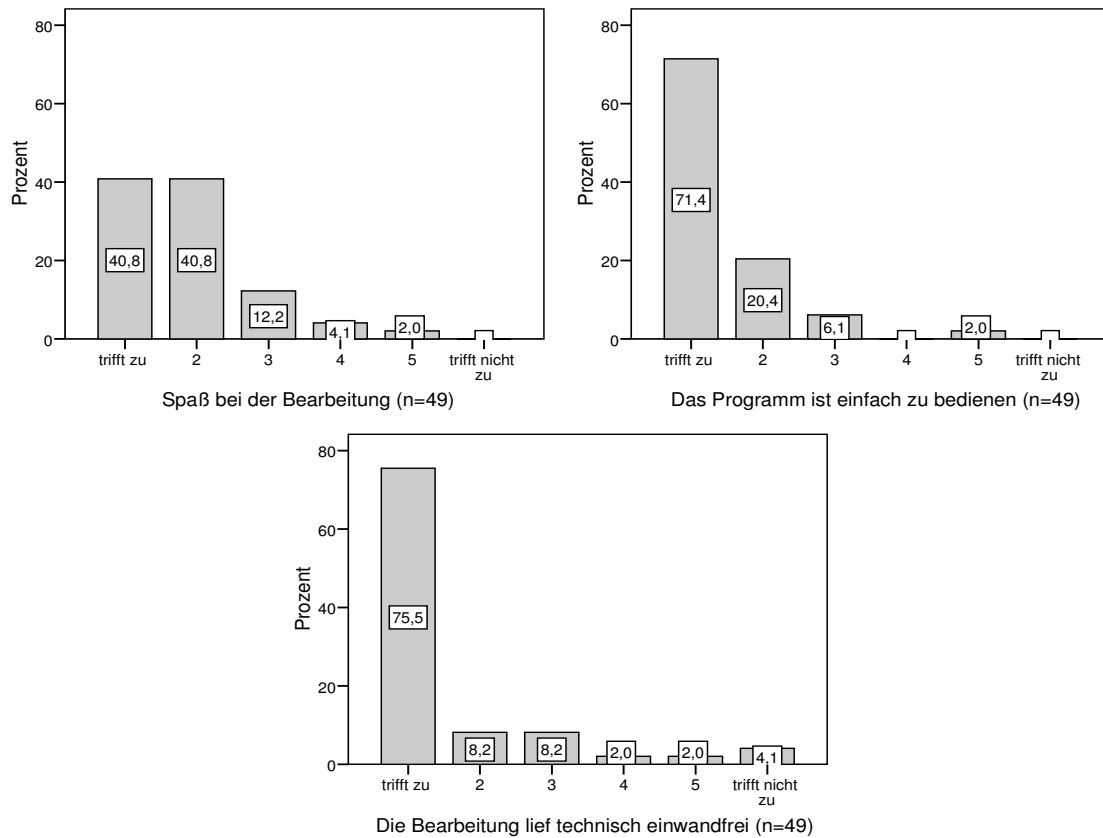 80
60
40
20
0
Prozent
40,8
40,8
12,2
4,1
2,0
trifft zu
2
3
4
5
trifft nicht
zu
Spaß bei der Bearbeitung (n=49)
80
60
40
20
0
Prozent
71,4
20,4
6,1
2,0
trifft zu
2
3
4
5
trifft nicht
zu
Das Programm ist einfach zu bedienen (n=49)
80
60
40
20
0
Prozent
75,5
8,2
8,2
2,0
2,0
4,1
trifft zu
2
3
4
5
trifft nicht
zu
Die Bearbeitung lief technisch einwandfrei (n=49)